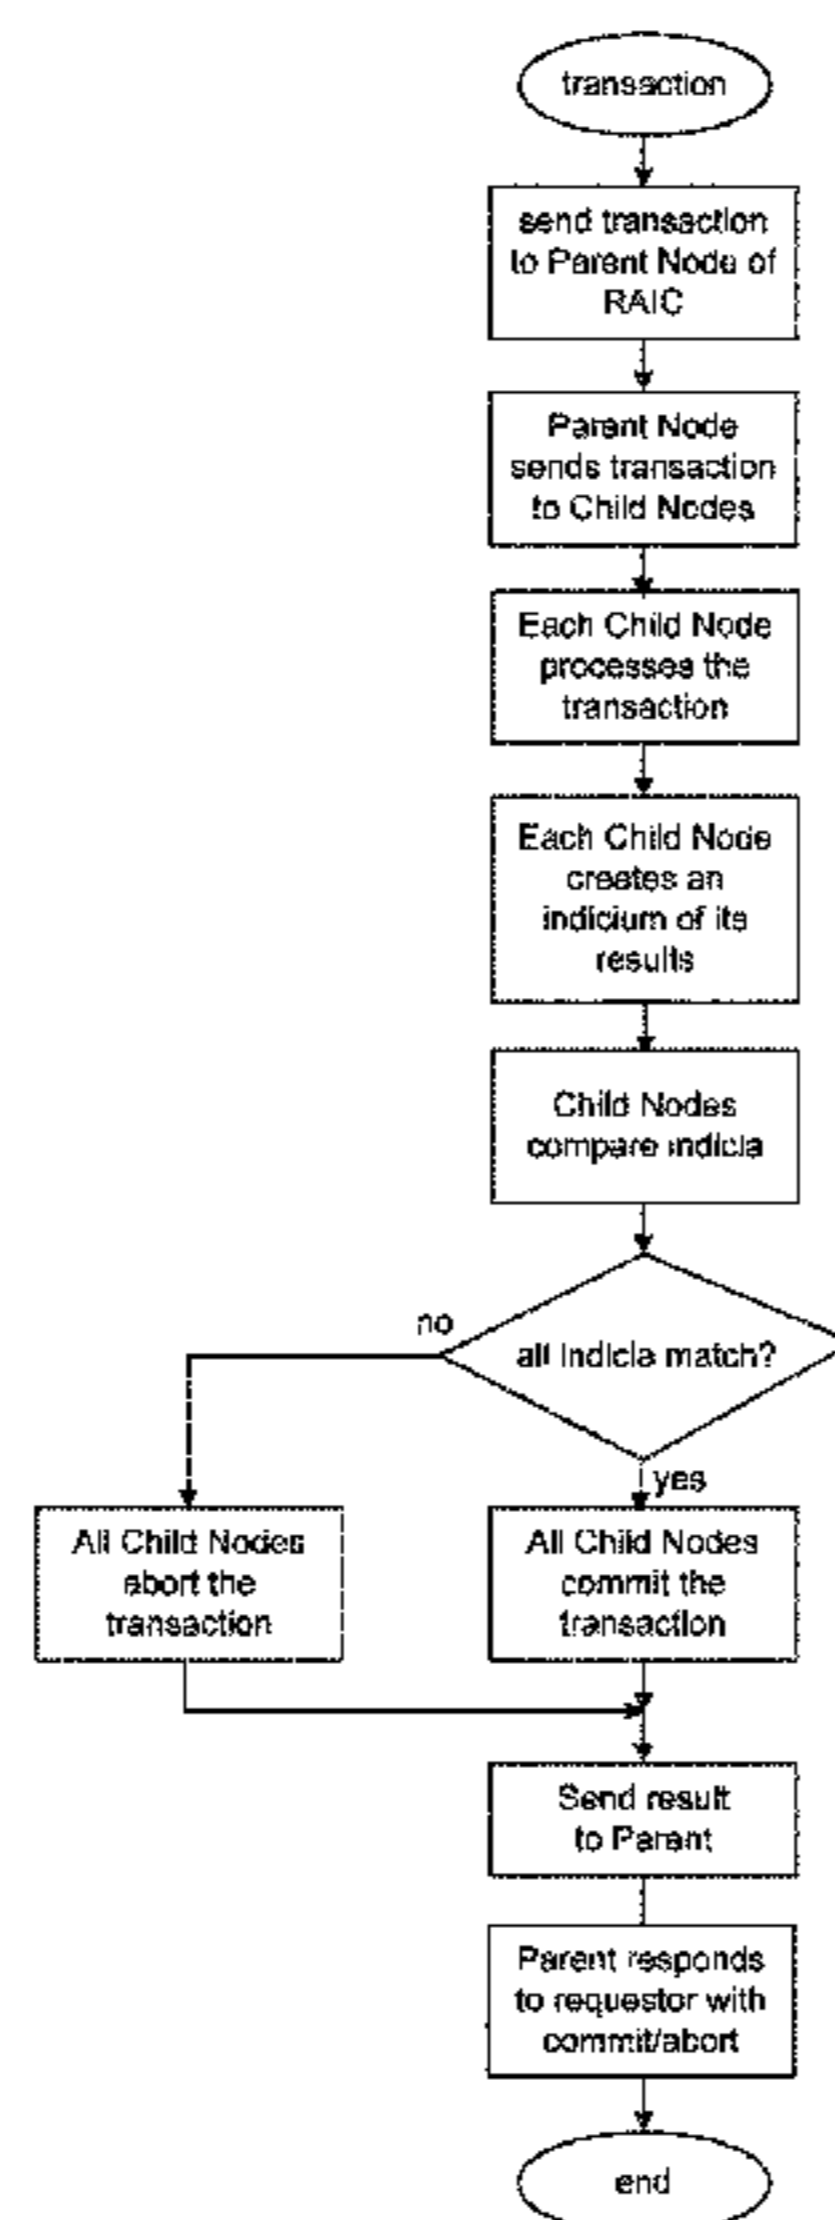 transaction
send transaction
to Parent Node of
RAIC
Parent Node
sends transaction
to Child Nodes
Each Child Node
processes the
transaction
Each Child Node
creates an
indicium of its
results
Child Nodes
compare indicia
no
all indicia match?
yes
All Child Nodes
abort the
transaction
All Child Nodes
commit the
transaction
Send result
to Parent
Parent responds
to requestor with
commit/abort
end